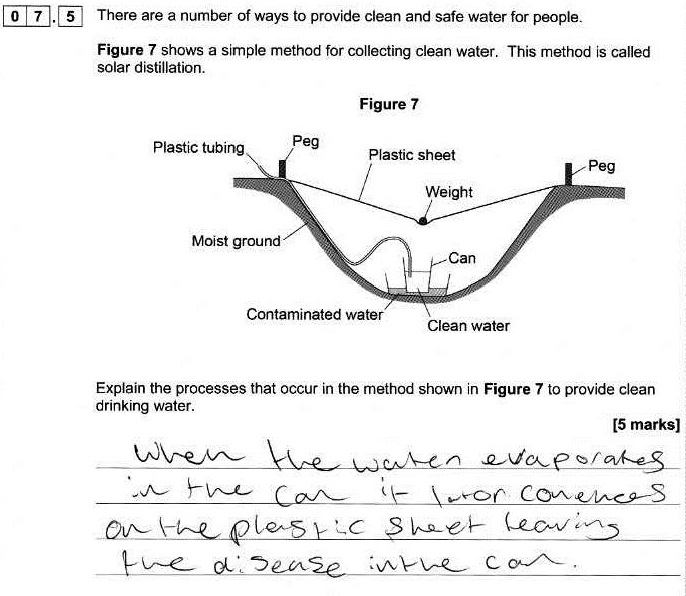 0 7 . 5 There are a number of ways to provide clean and safe water for people.
Figure 7 shows a simple method for collecting clean water. This method is called
solar distillation.
Figure 7
Plastic tubing
Peg
Plastic sheet
Peg
Weight
Moist ground
Can
Contaminated water
Clean water
Explain the processes that occur in the method shown in Figure 7 to provide clean
drinking water.
[5 marks]
When the water evaporates
in the can it
on the plastic sheet leaving
the disease in the can.